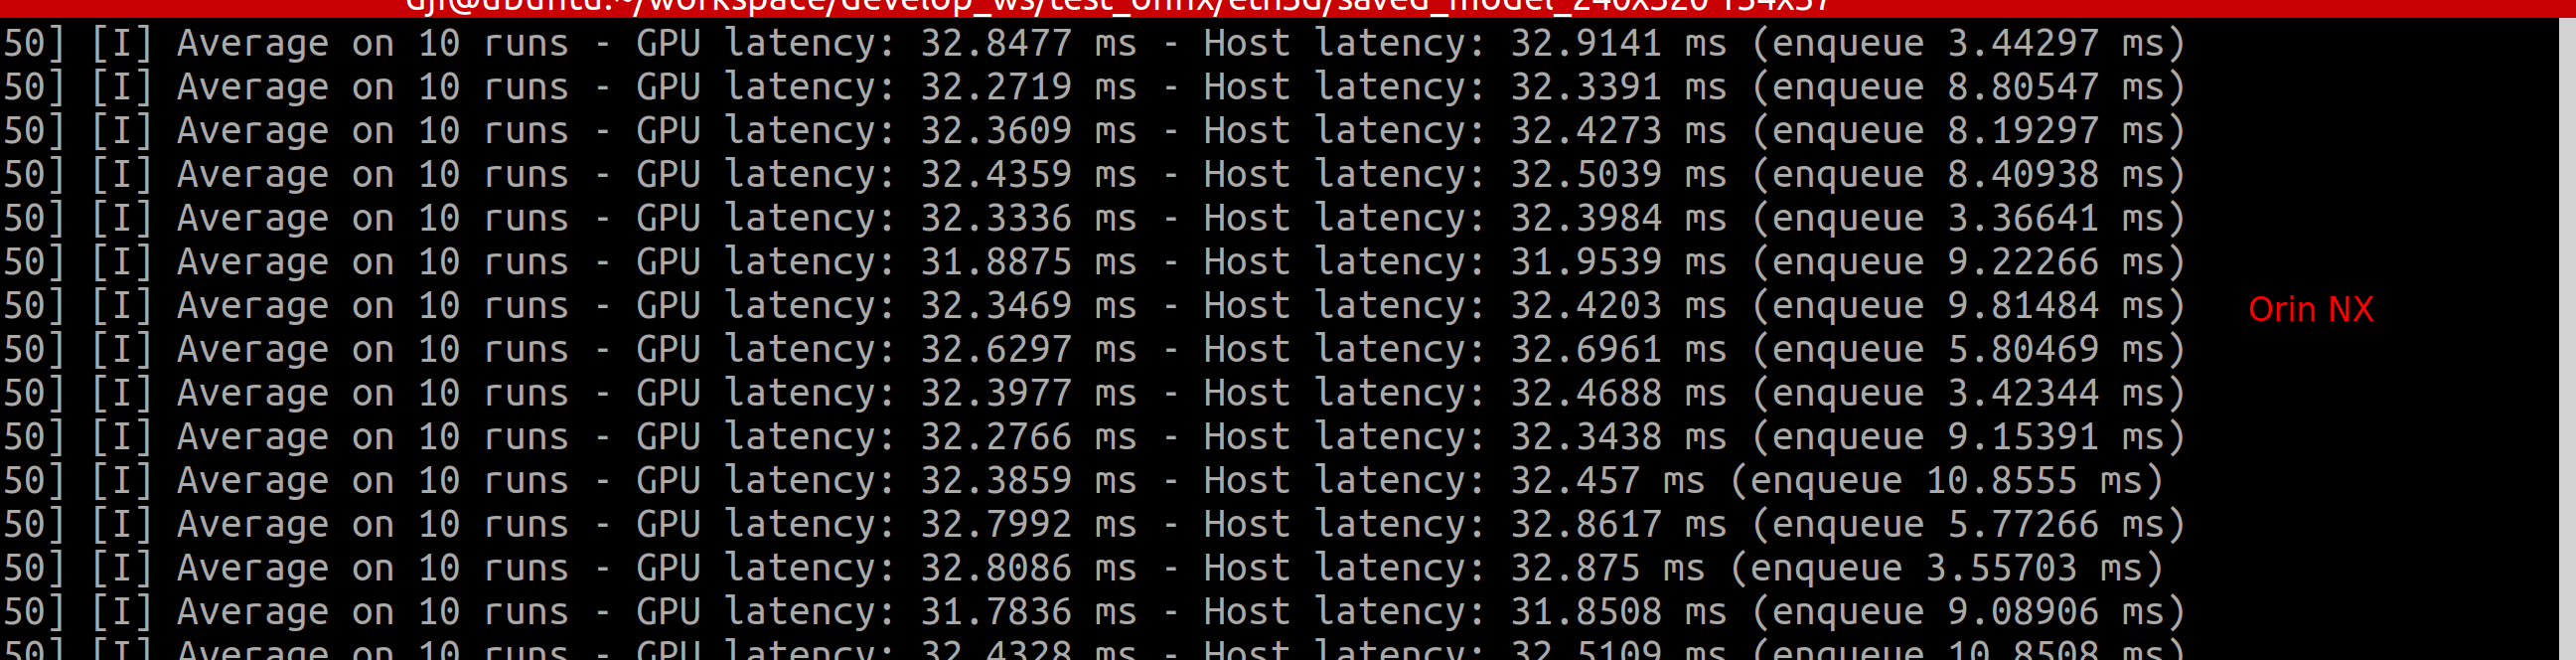 dji@ubuntu:~/workspace/develop_ws/test_onnx/eth3d/saved_model_240x320 154x37
50] [I] Average on 10 runs - GPU latency: 32.8477 ms - Host latency: 32.9141 ms (enqueue 3.44297 ms)
50] [I] Average on 10 runs - GPU latency: 32.2719 ms - Host latency: 32.3391 ms (enqueue 8.80547 ms)
50] [I] Average on 10 runs - GPU latency: 32.3609 ms - Host latency: 32.4273 ms (enqueue 8.19297 ms)
50] [I] Average on 10 runs - GPU latency: 32.4359 ms - Host latency: 32.5039 ms (enqueue 8.40938 ms)
50] [I] Average on 10 runs - GPU latency: 32.3336 ms - Host latency: 32.3984 ms (enqueue 3.36641 ms)
50] [I] Average on 10 runs - GPU latency: 31.8875 ms - Host latency: 31.9539 ms (enqueue 9.22266 ms)
50] [I] Average on 10 runs - GPU latency: 32.3469 ms - Host latency: 32.4203 ms (enqueue 9.81484 ms) Orin NX
50] [I] Average on 10 runs - GPU latency: 32.6297 ms - Host latency: 32.6961 ms (enqueue 5.80469 ms)
50] [I] Average on 10 runs - GPU latency: 32.3977 ms - Host latency: 32.4688 ms (enqueue 3.42344 ms)
50] [I] Average on 10 runs - GPU latency: 32.2766 ms - Host latency: 32.3438 ms (enqueue 9.15391 ms)
50] [I] Average on 10 runs - GPU latency: 32.3859 ms - Host latency: 32.457 ms (enqueue 10.8555 ms)
50] [I] Average on 10 runs - GPU latency: 32.7992 ms - Host latency: 32.8617 ms (enqueue 5.77266 ms)
50] [I] Average on 10 runs - GPU latency: 32.8086 ms - Host latency: 32.875 ms (enqueue 3.55703 ms)
50] [I] Average on 10 runs - GPU latency: 31.7836 ms - Host latency: 31.8508 ms (enqueue 9.08906 ms)
50] [I] Average on 10 runs - GPU latency: 32.4328 ms - Host latency: 32.5109 ms (enqueue 10.8508 ms)